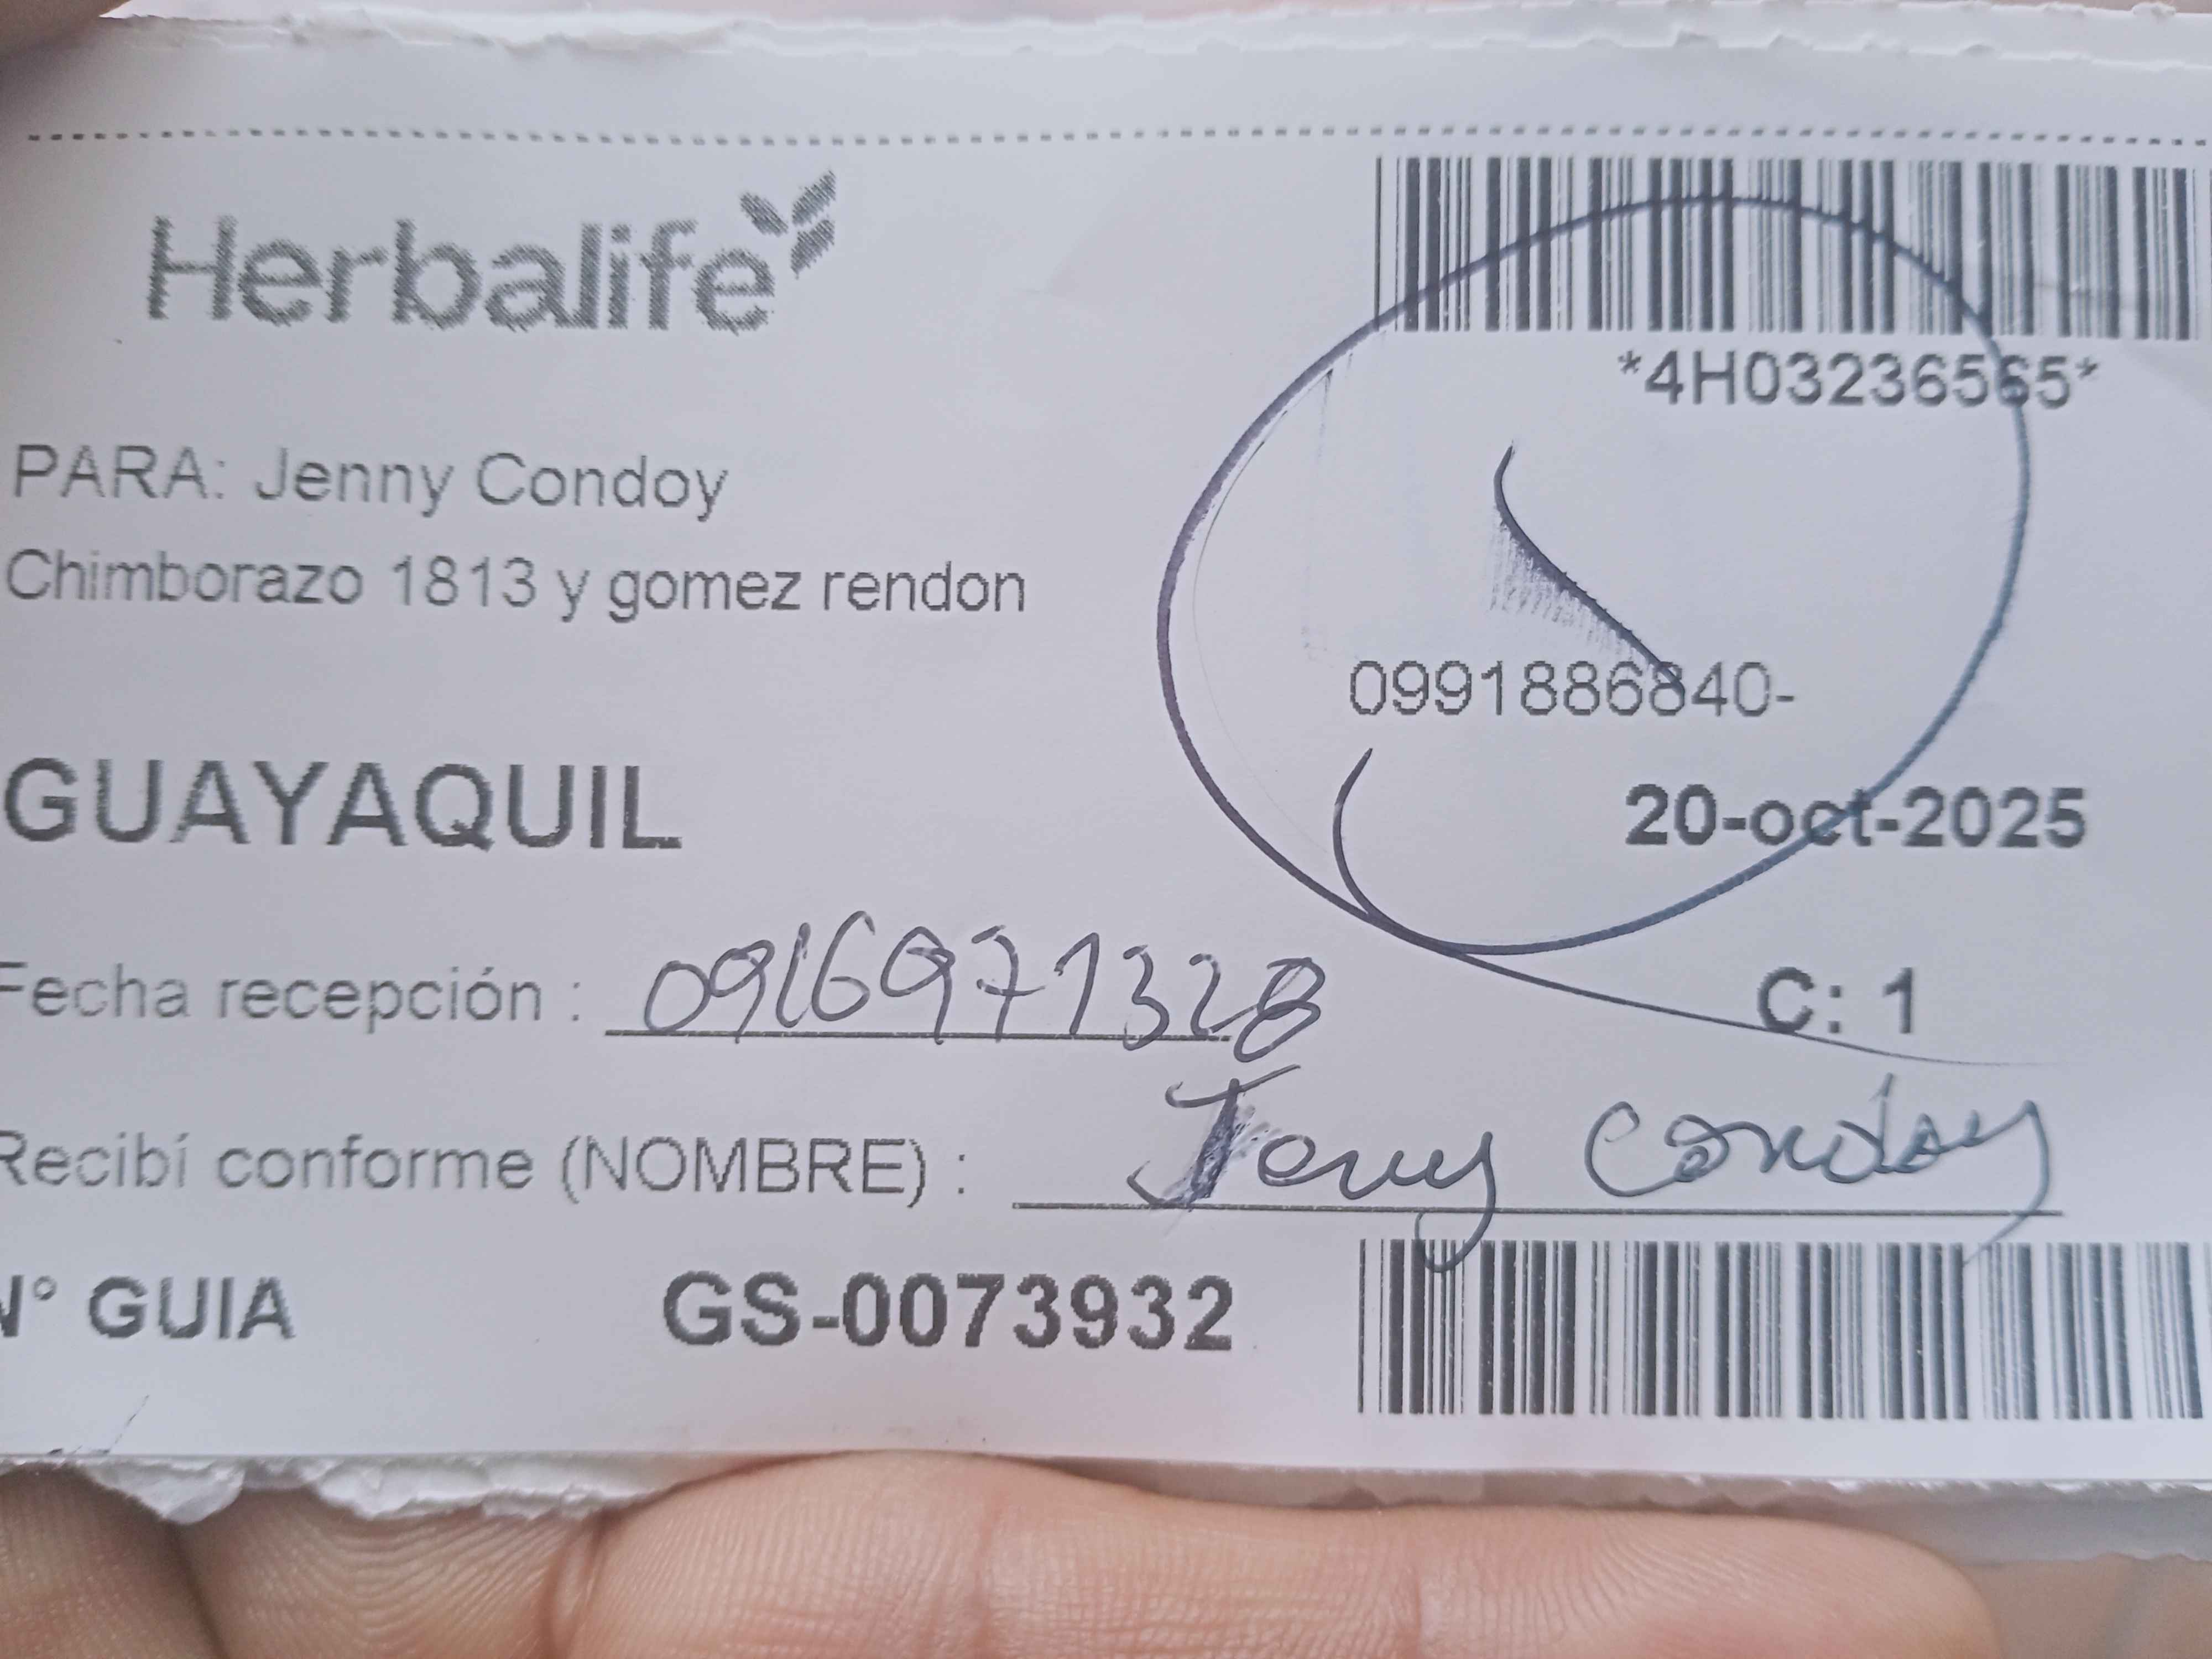 Herbalife
*4H03236565*
PARA: Jenny Condoy
Chimborazo 1813 y gomez rendon
0991886840-
GUAYAQUIL
20-oct-2025
Fecha recepción : 0916971328
C: 1
Recibí conforme (NOMBRE) : Jenny Condoy
N° GUIA GS-0073932